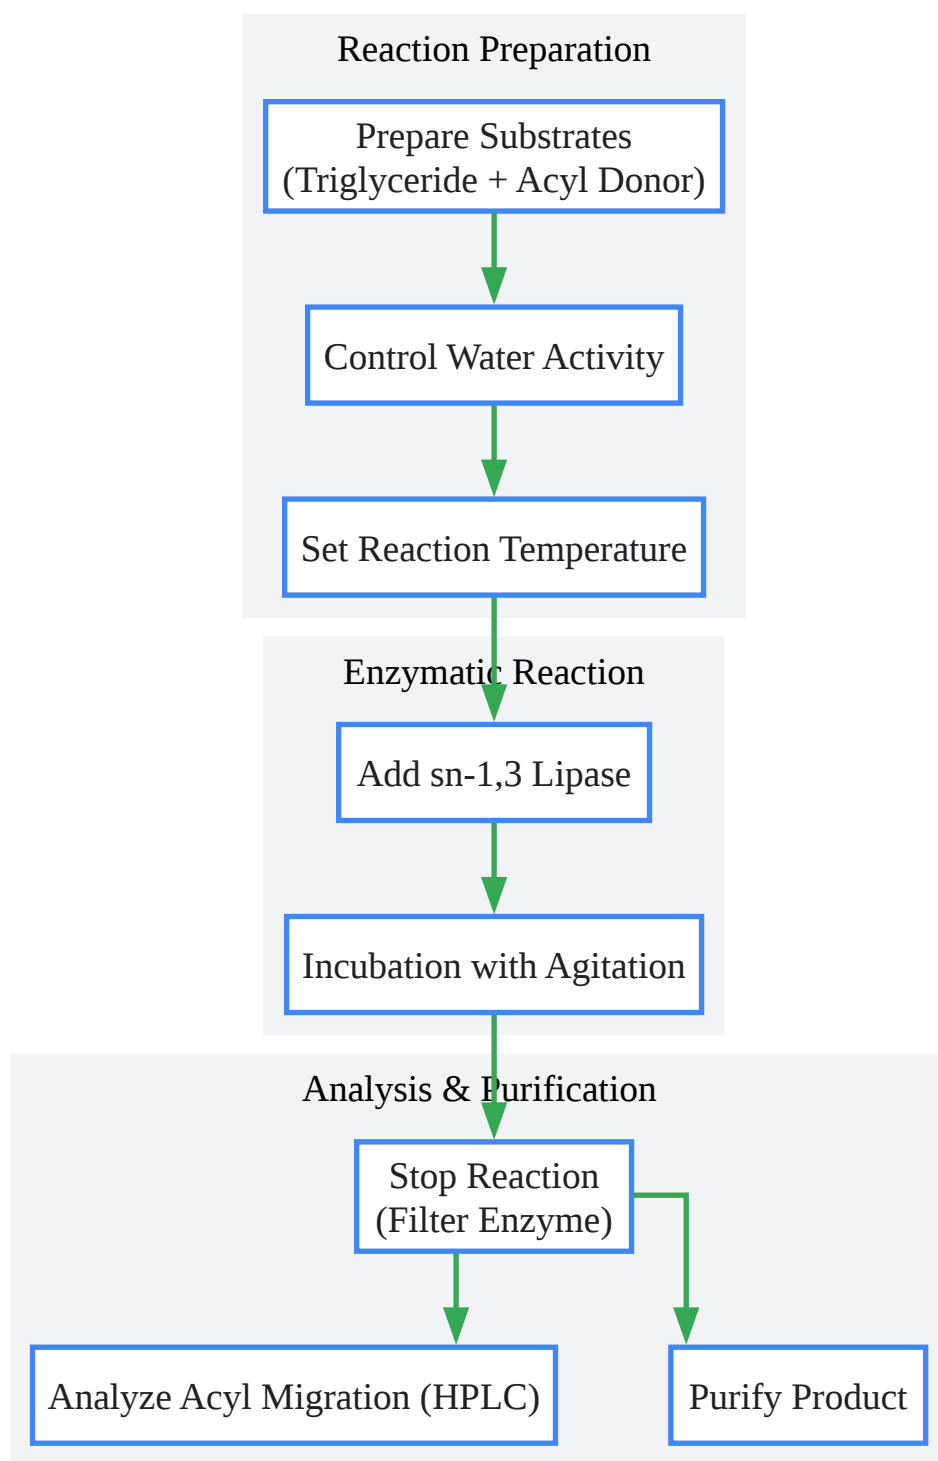 Reaction Preparation
Prepare Substrates
(Triglyceride + Acyl Donor)
Control Water Activity
Set Reaction Temperature
Enzymatic Reaction
Add sn-1,3 Lipase
Incubation with Agitation
Analysis & Purification
Stop Reaction
(Filter Enzyme)
Analyze Acyl Migration (HPLC)
Purify Product